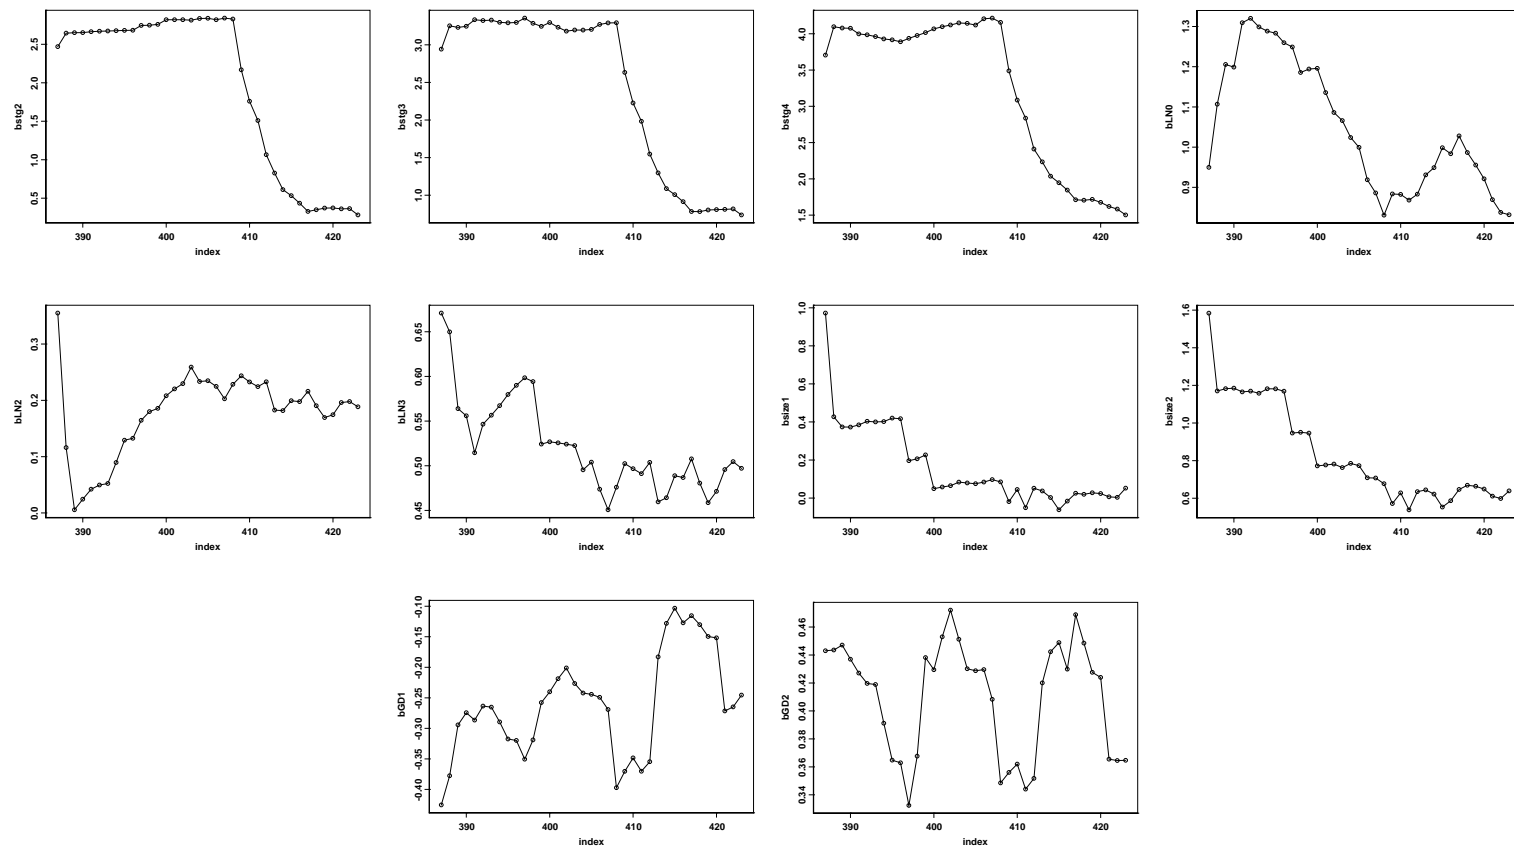 bstg2
0.5 1.0 1.5 2.0 2.5
390 400 410 420
index
bstg3
1.0 1.5 2.0 2.5 3.0
390 400 410 420
index
bstg4
1.5 2.0 2.5 3.0 3.5 4.0
390 400 410 420
index
bLN0
0.9 1.0 1.1 1.2 1.3
390 400 410 420
index
bLN2
0.0 0.1 0.2 0.3
390 400 410 420
index
bLN3
0.45 0.50 0.55 0.60 0.65
390 400 410 420
index
bsize1
0.0 0.2 0.4 0.6 0.8 1.0
390 400 410 420
index
bsize2
0.6 0.8 1.0 1.2 1.4 1.6
390 400 410 420
index
bGD1
-0.40 -0.35 -0.30 -0.25 -0.20 -0.15 -0.10
390 400 410 420
index
bGD2
0.34 0.36 0.38 0.40 0.42 0.44 0.46
390 400 410 420
index